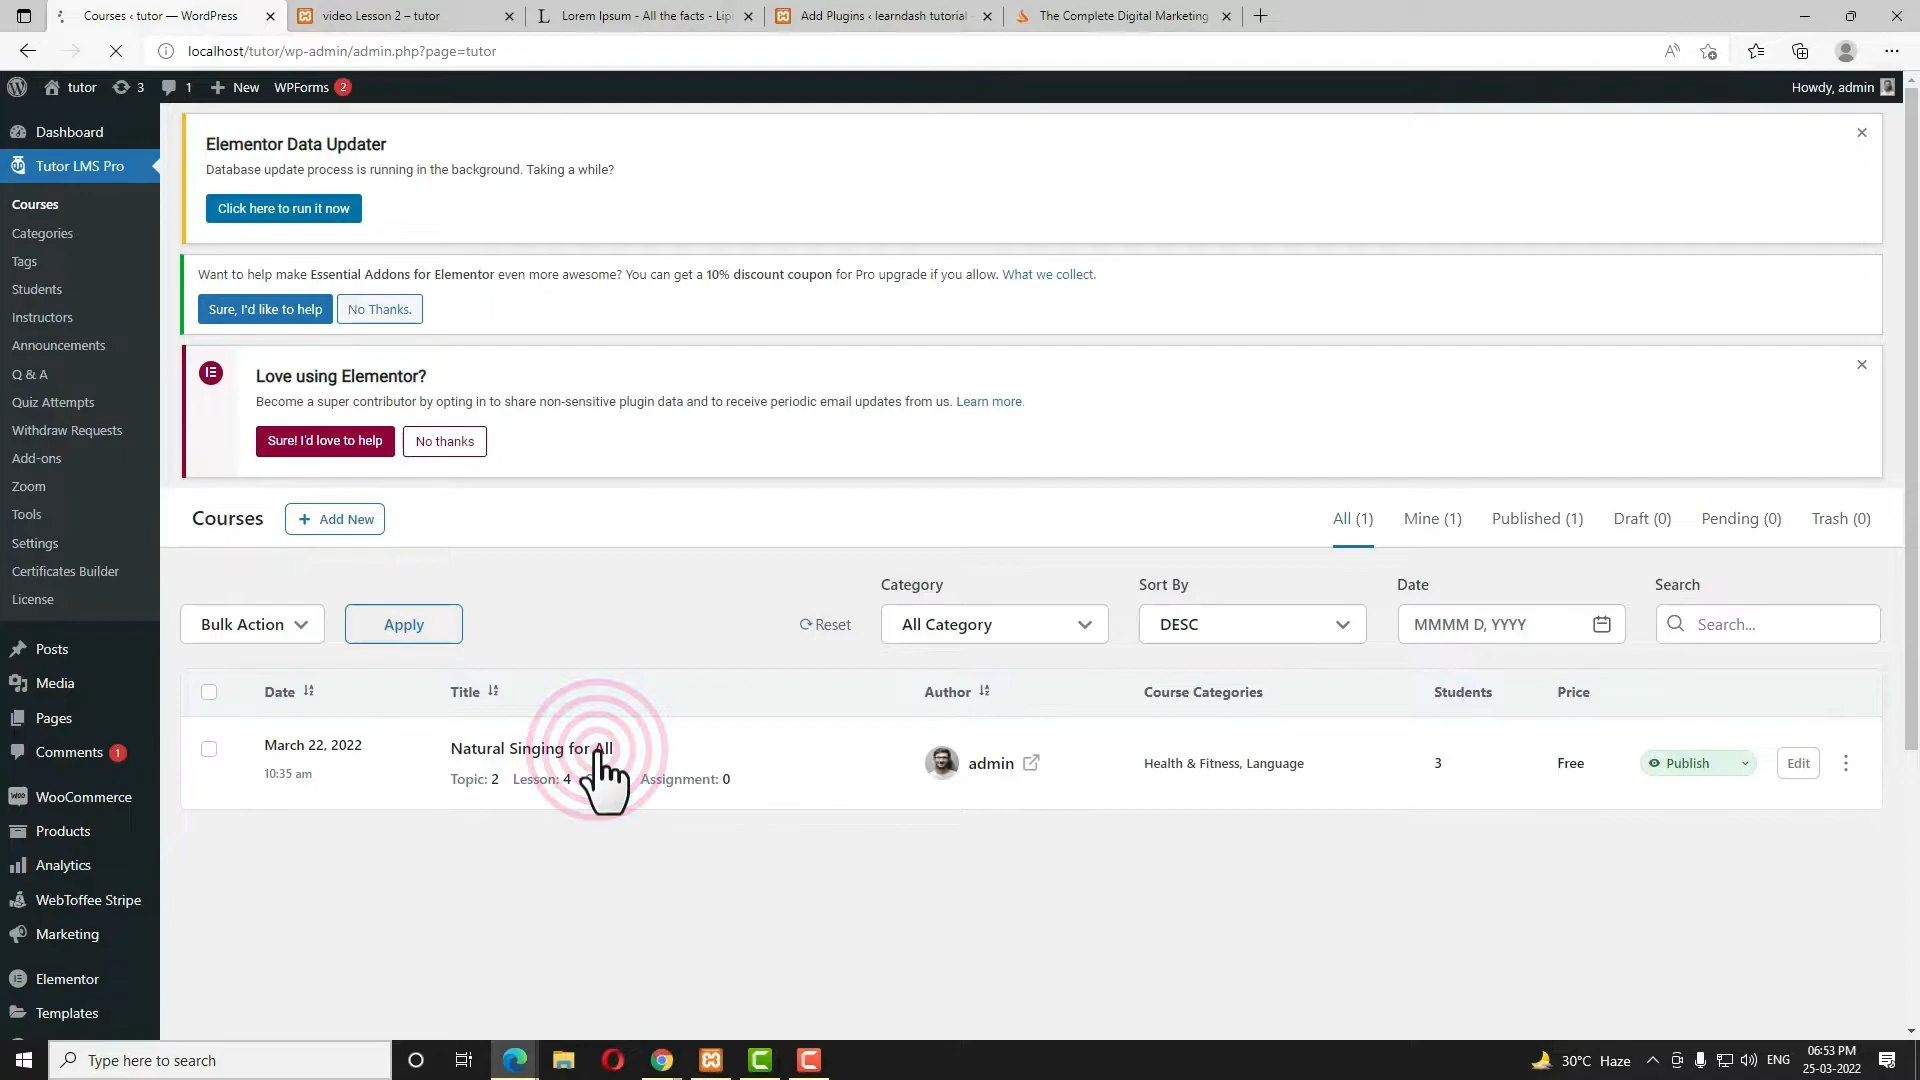 Courses ‹ tutor — WordPress
video Lesson 2 – tutor
Lorem Ipsum - All the facts - Lip
Add Plugins ‹ learndash tutorial
The Complete Digital Marketing
localhost/tutor/wp-admin/admin.php?page=tutor
tutor
3
1
New
WPForms 2
Howdy, admin
Dashboard
Tutor LMS Pro
Courses
Categories
Tags
Students
Instructors
Announcements
Q & A
Quiz Attempts
Withdraw Requests
Add-ons
Zoom
Tools
Settings
Certificates Builder
License
Posts
Media
Pages
Comments 1
WooCommerce
Products
Analytics
WebToffee Stripe
Marketing
Elementor
Templates
Elementor Data Updater
Database update process is running in the background. Taking a while?
Click here to run it now
Want to help make Essential Addons for Elementor even more awesome? You can get a 10% discount coupon for Pro upgrade if you allow. What we collect.
Sure, I'd like to help
No Thanks.
Love using Elementor?
Become a super contributor by opting in to share non-sensitive plugin data and to receive periodic email updates from us. Learn more.
Sure! I'd love to help
No thanks
Courses
+ Add New
All (1)
Mine (1)
Published (1)
Draft (0)
Pending (0)
Trash (0)
Category
Sort By
Date
Search
Bulk Action
Apply
Reset
All Category
DESC
MMMM D, YYYY
Search...
Date
Title
Author
Course Categories
Students
Price
March 22, 2022
10:35 am
Natural Singing for All
Topic: 2 Lesson: 4 Assignment: 0
admin
Health & Fitness, Language
3
Free
Publish
Edit
Type here to search
30°C Haze
ENG
06:53 PM
25-03-2022